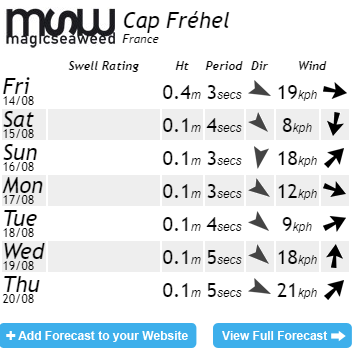 msw
magicseaweed
Cap Fréhel
France
Swell Rating Ht Period Dir Wind
Fri 14/08 0.4m 3secs 19kph
Sat 15/08 0.1m 4secs 8kph
Sun 16/08 0.1m 3secs 18kph
Mon 17/08 0.1m 3secs 12kph
Tue 18/08 0.1m 4secs 9kph
Wed 19/08 0.1m 5secs 18kph
Thu 20/08 0.1m 5secs 21kph
+ Add Forecast to your Website
View Full Forecast